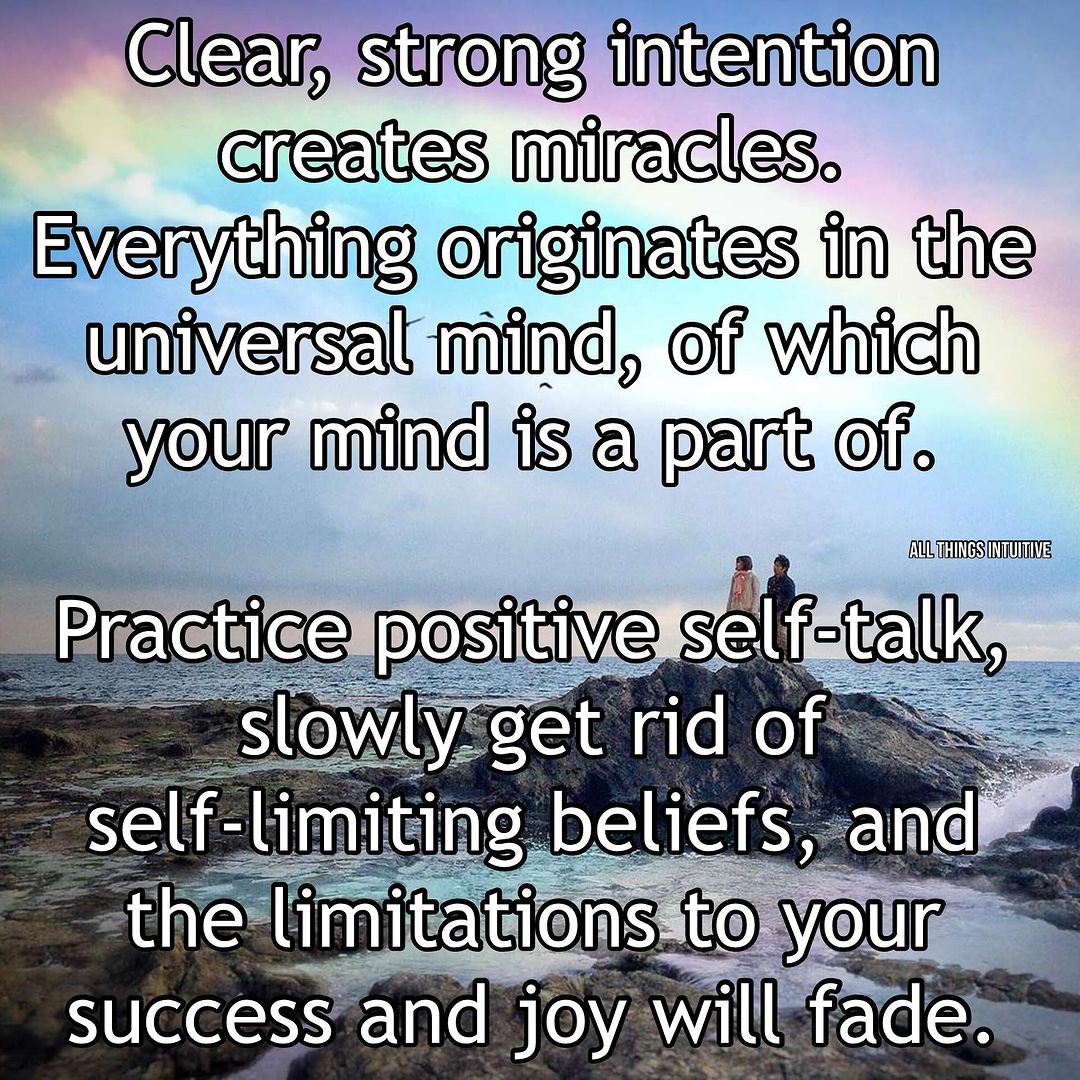 Clear, strong intention
creates miracles.
Everything originates in the
universal mind, of which
your mind is a part of.
ALL THINGS INTUITIVE
Practice positive self-talk,
slowly get rid of
self-limiting beliefs, and
the limitations to your
success and joy will fade.